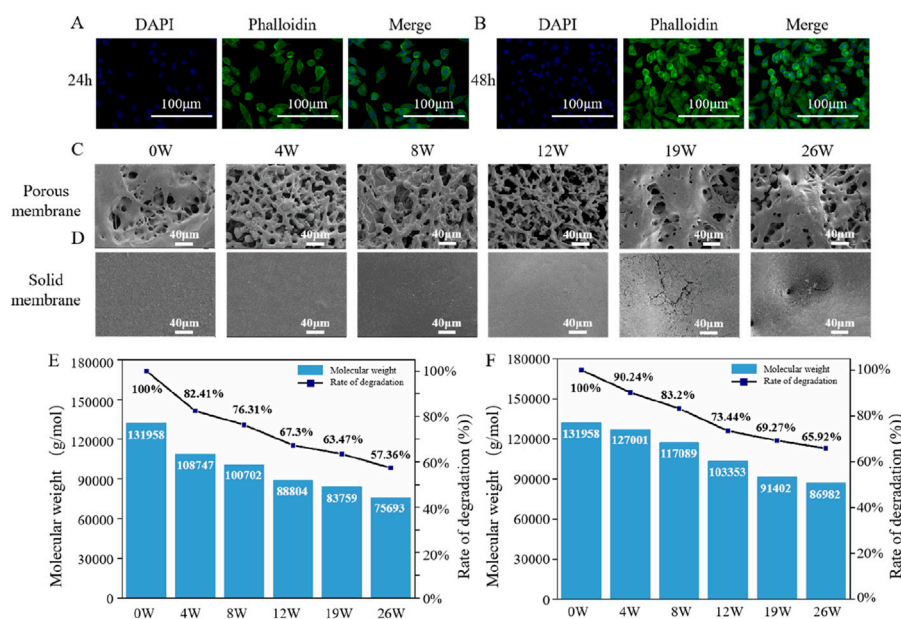 A DAPI Phalloidin Merge B DAPI Phalloidin Merge
24h 100μm 100μm 100μm 48h 100μm 100μm 100μm
C 0W 4W 8W 12W 19W 26W
Porous
membrane
40μm 40μm 40μm 40μm 40μm 40μm
D
Solid
membrane
40μm 40μm 40μm 40μm 40μm 40μm
E
Molecular weight (g/mol)
180000
150000
120000
90000
60000
30000
0
Molecular weight
Rate of degradation
100% 82.41% 76.31% 67.3% 63.47% 57.36%
131958 108747 100702 88804 83759 75693
0W 4W 8W 12W 19W 26W
100%
80%
60%
40%
20%
0%
Rate of degradation (%))
F
Molecular weight (g/mol)
180000
150000
120000
90000
60000
30000
0
Molecular weight
Rate of degradation
100% 90.24% 83.2% 73.44% 69.27% 65.92%
131958 127001 117089 103353 91402 86982
0W 4W 8W 12W 19W 26W
100%
80%
60%
40%
20%
0%
Rate of degradation (%))